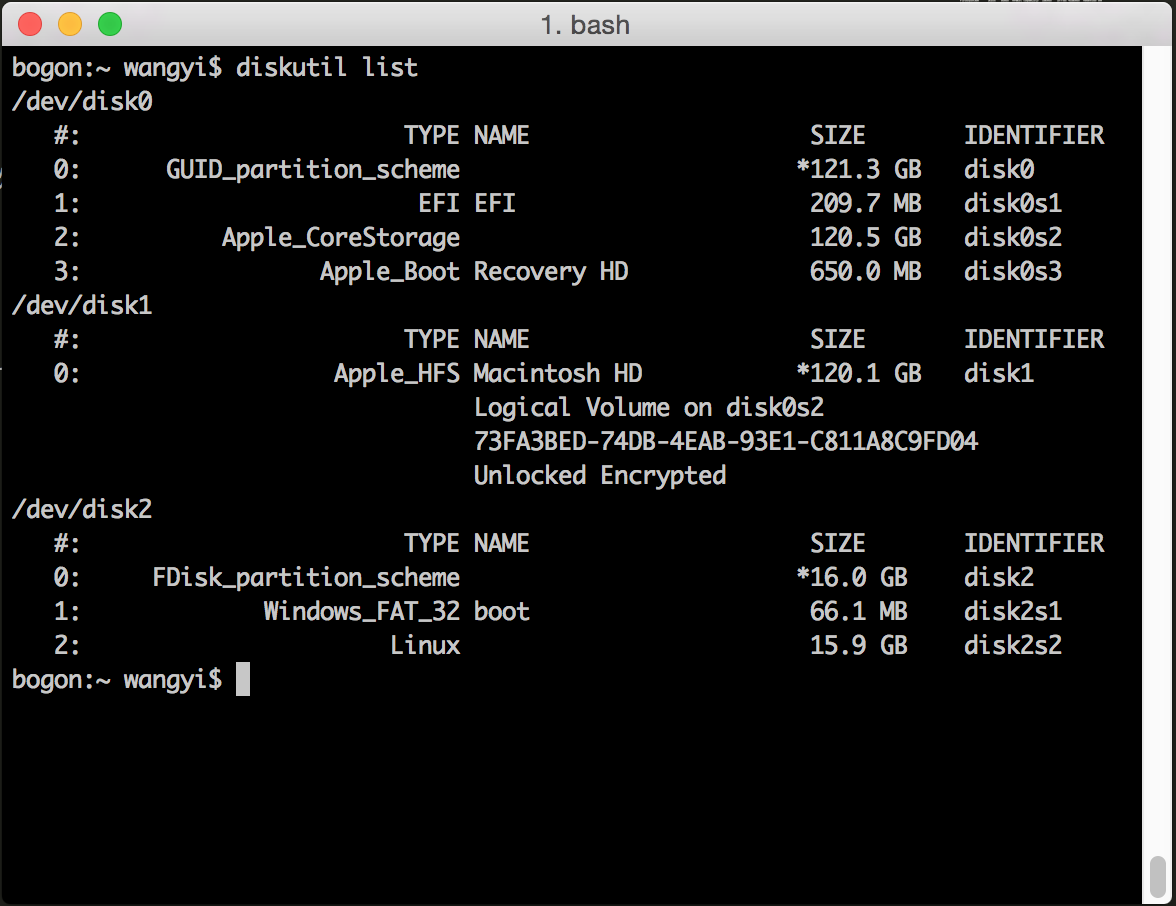 1. bash
bogon:~ wangyi$ diskutil list
/dev/disk0
   #:                       TYPE NAME                    SIZE       IDENTIFIER
   0:      GUID_partition_scheme                        *121.3 GB   disk0
   1:                        EFI EFI                     209.7 MB   disk0s1
   2:          Apple_CoreStorage                         120.5 GB   disk0s2
   3:                 Apple_Boot Recovery HD             650.0 MB   disk0s3
/dev/disk1
   #:                       TYPE NAME                    SIZE       IDENTIFIER
   0:                  Apple_HFS Macintosh HD           *120.1 GB   disk1
                                 Logical Volume on disk0s2
                                 73FA3BED-74DB-4EAB-93E1-C811A8C9FD04
                                 Unlocked Encrypted
/dev/disk2
   #:                       TYPE NAME                    SIZE       IDENTIFIER
   0:     FDisk_partition_scheme                        *16.0 GB    disk2
   1:             Windows_FAT_32 boot                    66.1 MB    disk2s1
   2:                      Linux                         15.9 GB    disk2s2
bogon:~ wangyi$